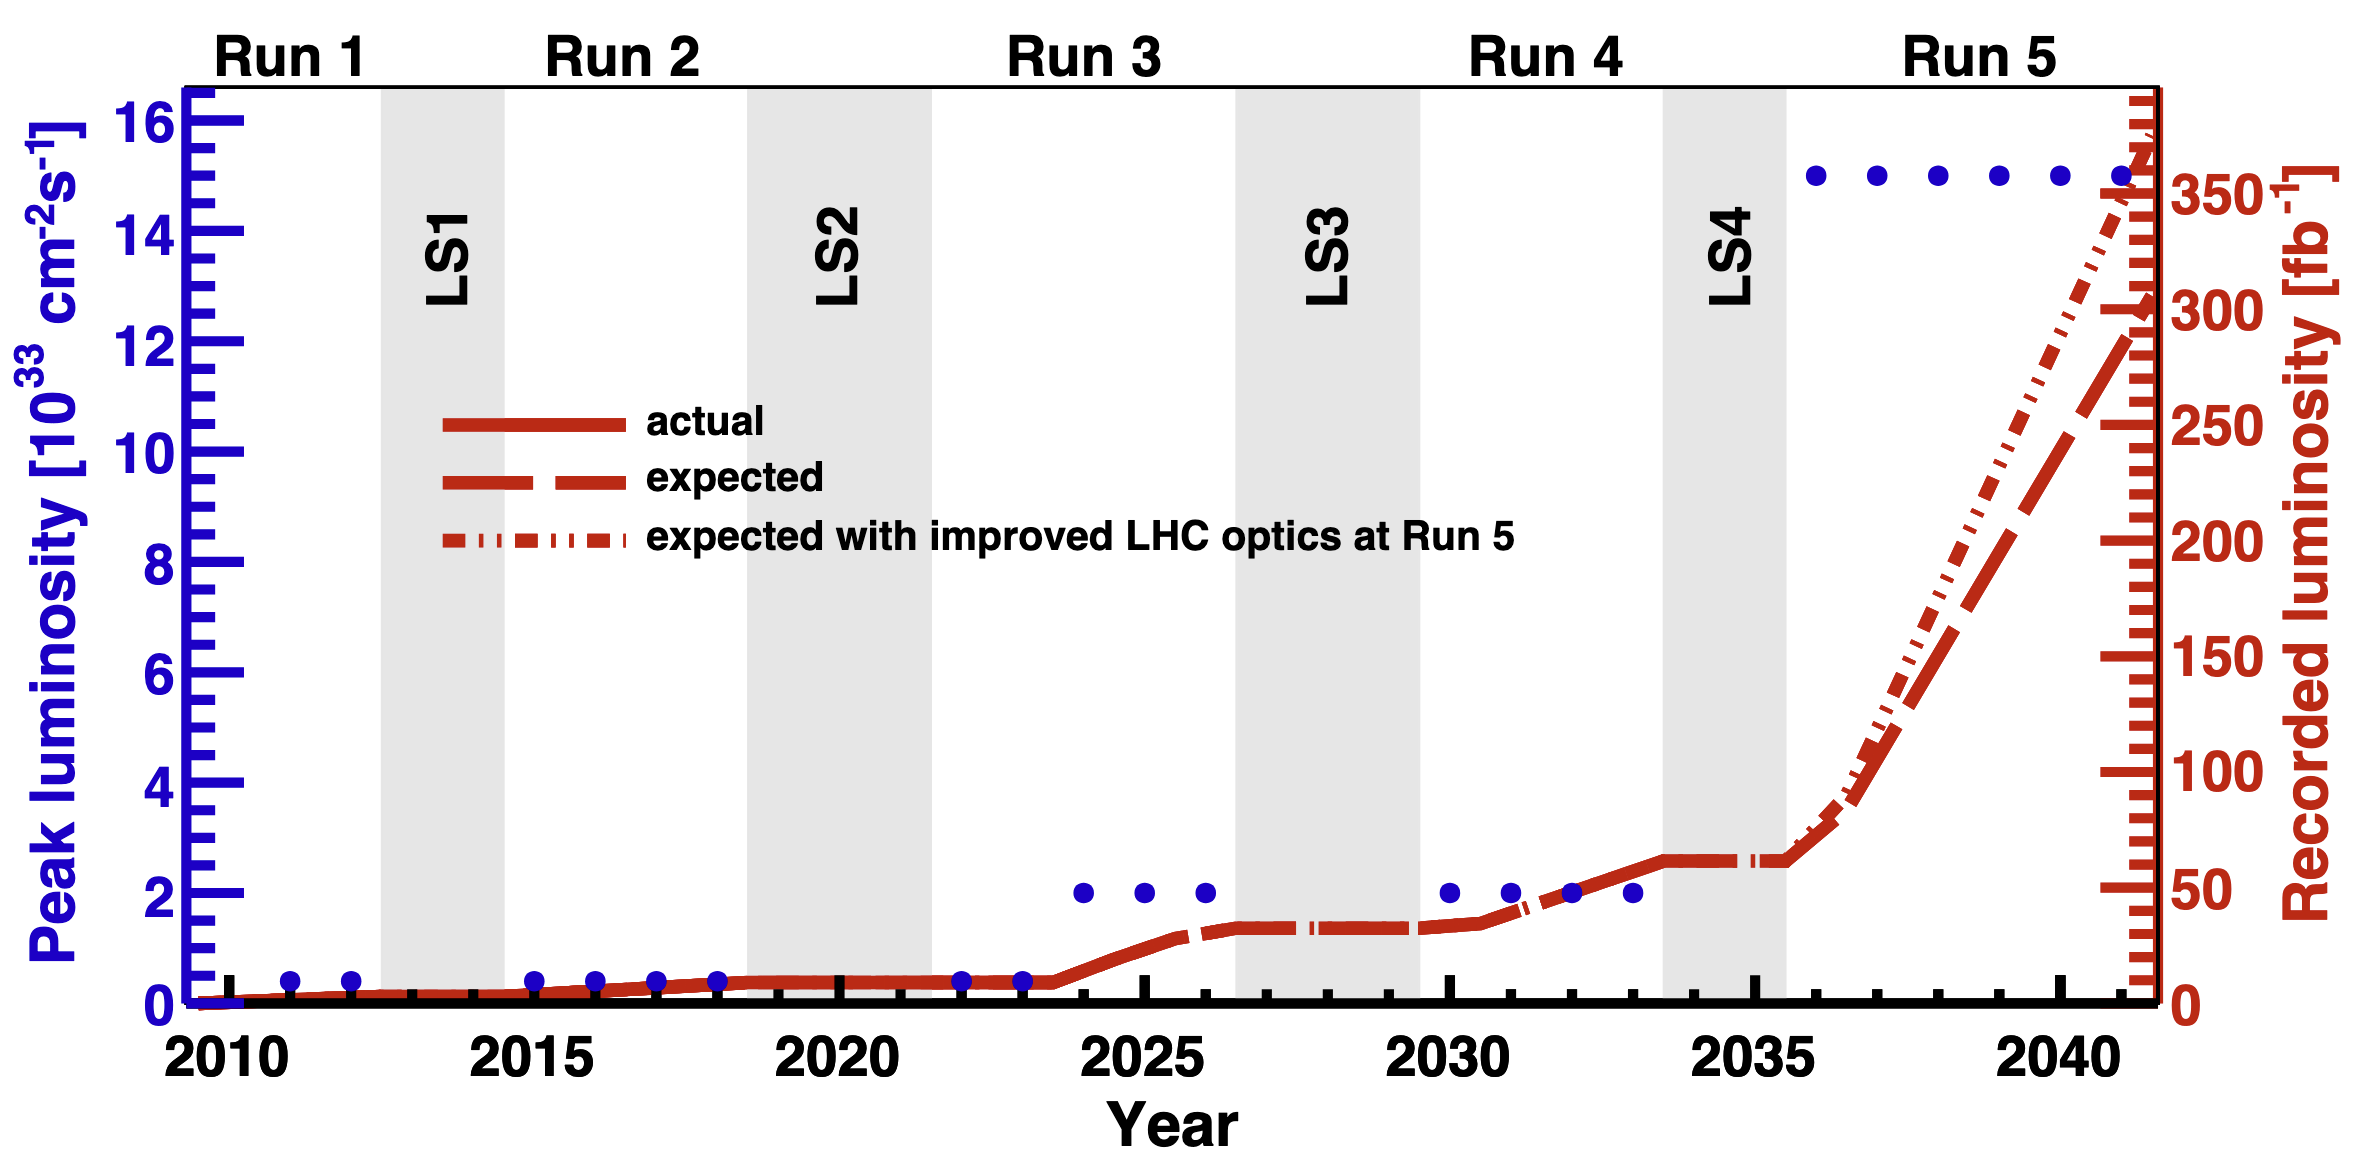 Run 1 Run 2 Run 3 Run 4 Run 5
Peak luminosity [10³³ cm⁻²s⁻¹]
16
14
12
10
8
6
4
2
0
LS1 LS2 LS3 LS4
actual
expected
expected with improved LHC optics at Run 5
350
300
250
200
150
100
50
0
Recorded luminosity [fb⁻¹]
2010 2015 2020 2025 2030 2035 2040
Year